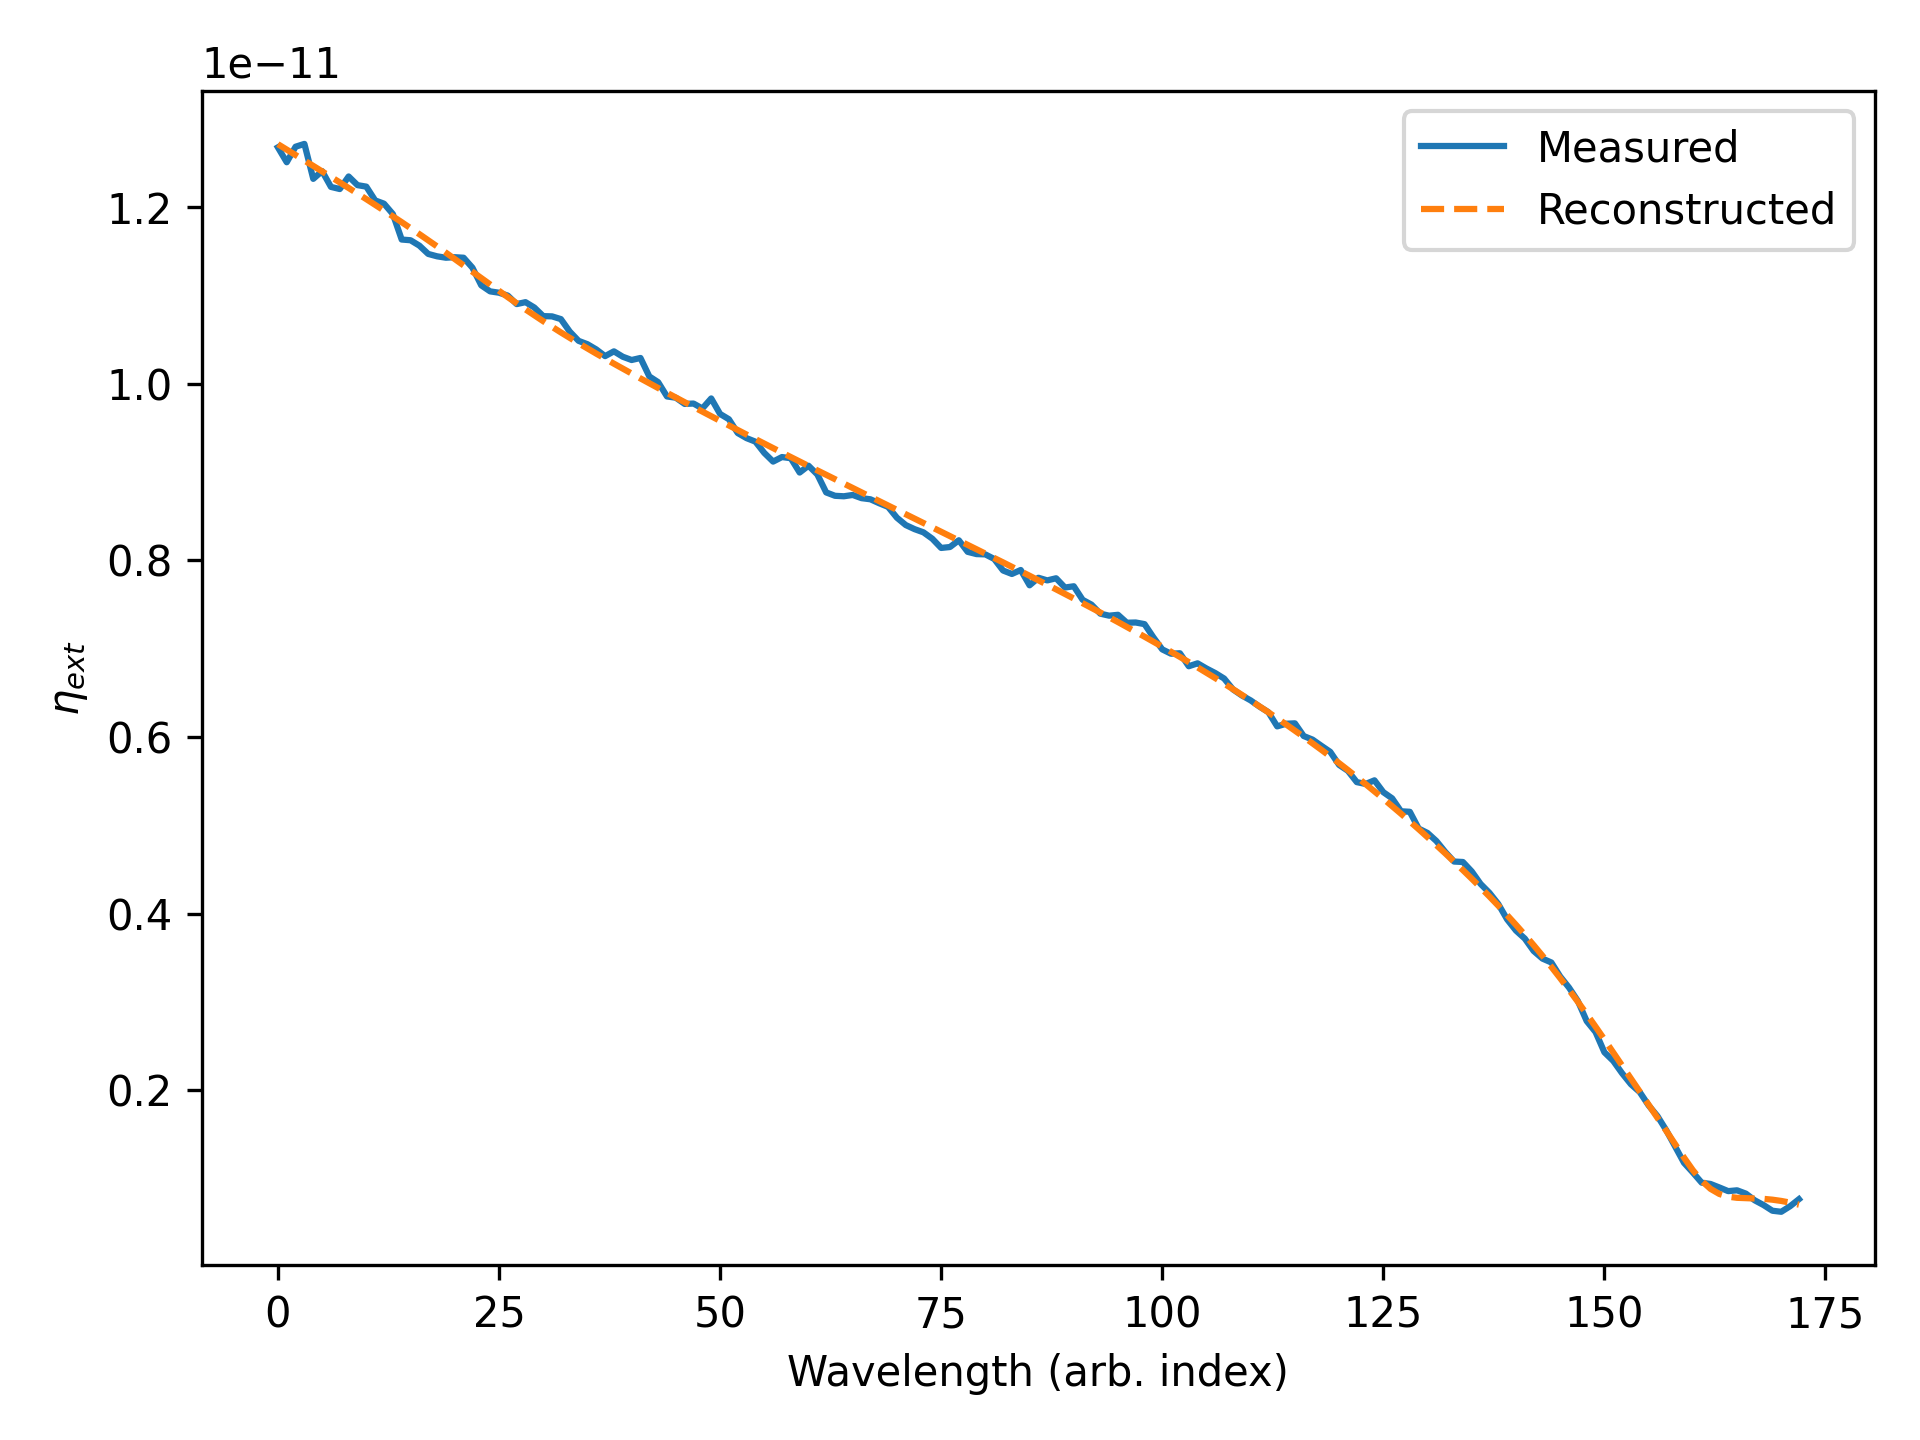 1e−11
Measured
Reconstructed
1.2
1.0
0.8
0.6
0.4
0.2
η_ext
0 25 50 75 100 125 150 175
Wavelength (arb. index)